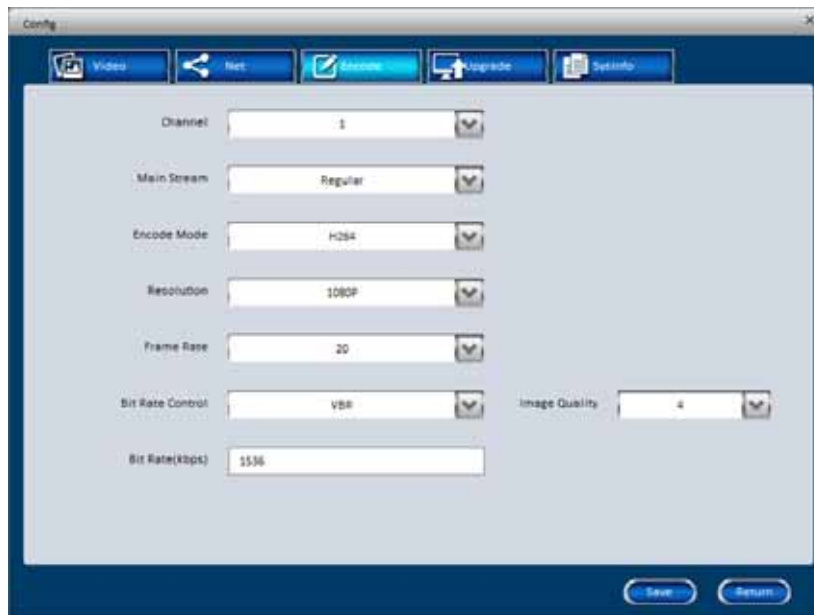 Config
Video Net Encode Upgrade SysInfo
Channel 1
Main Stream Regular
Encode Mode H264
Resolution 1080P
Frame Rate 20
Bit Rate Control VBR Image Quality 4
Bit Rate(kbps) 1536
Save Return